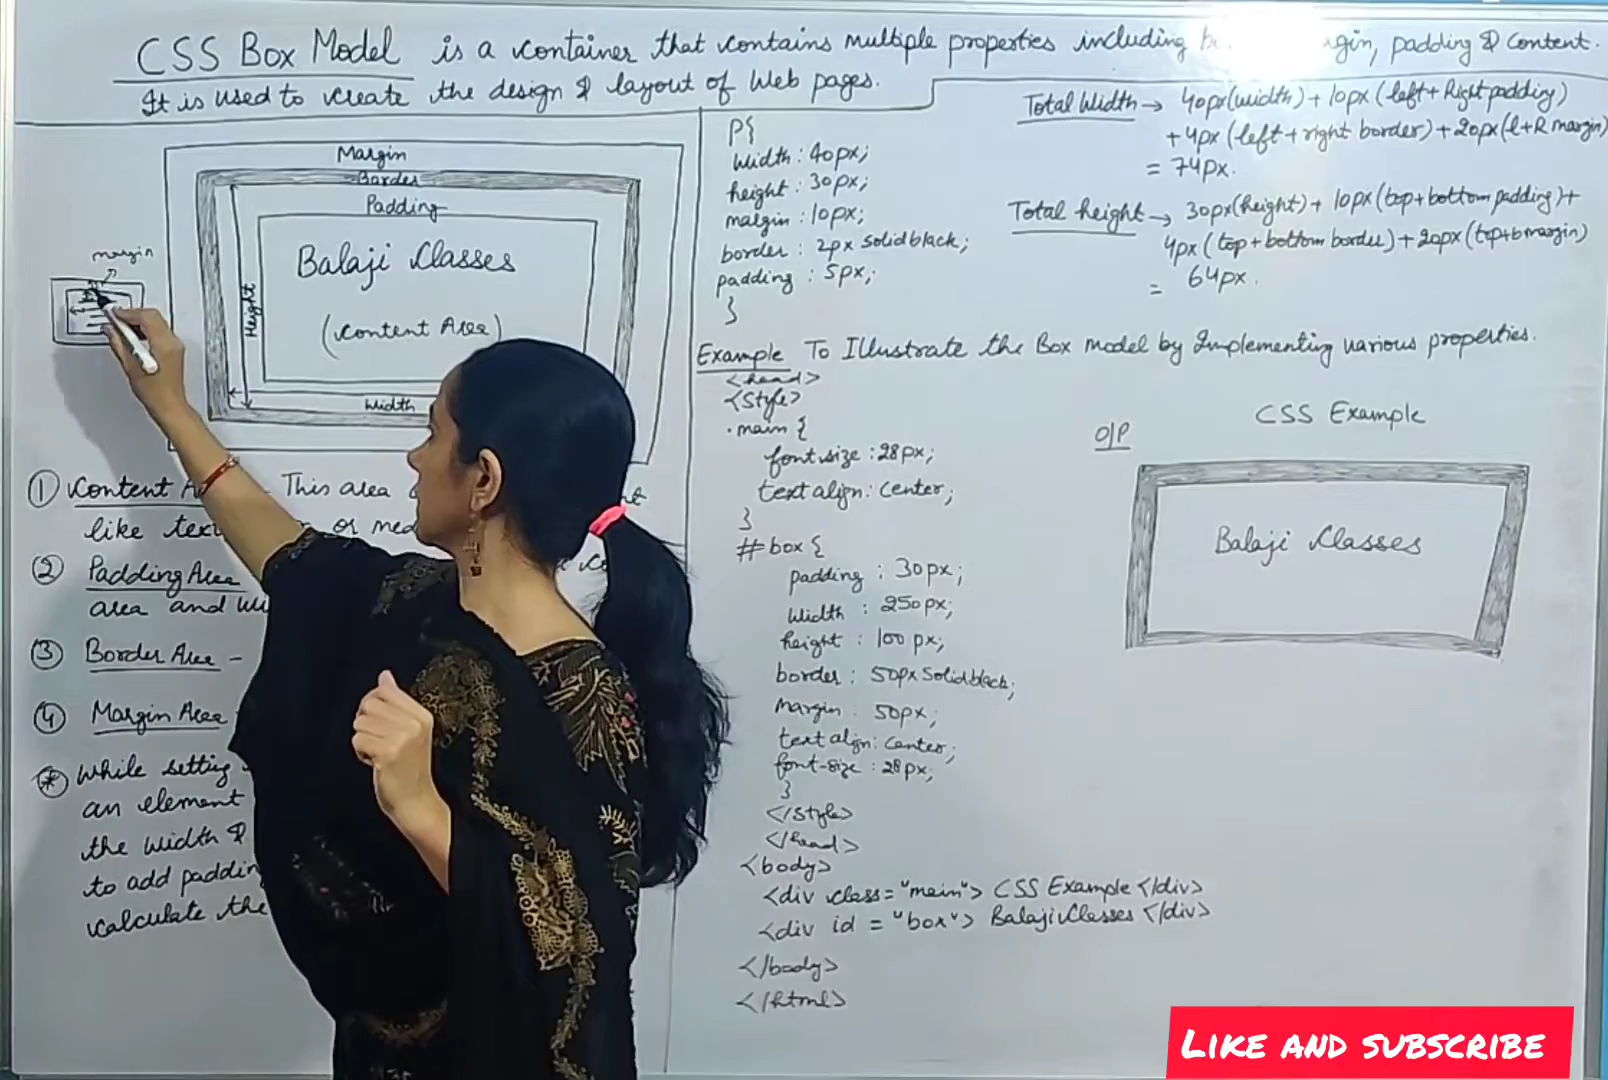 CSS Box Model is a container that contains multiple properties including gin, padding & content.
It is used to create the design & layout of Web pages.
Margin
Border
Padding
Balaji Classes
(Content Area)
Height
Width
margin
① Content This area
like or
② Padding Area
area and
③ Border Area -
④ Margin Area
* While setting
an element
the width &
to add
calculate the
P{
width : 40px;
height : 30px;
margin : 10px;
border : 2px solid black;
padding : 5px;
}
Total Width → 40px(width) + 10px (left + Right padding)
+ 4px (left + right border) + 20px (l+R margin)
= 74px.
Total height → 30px(height) + 10px (top + bottom padding) +
4px (top + bottom border) + 20px (top+b margin)
= 64px.
Example To Illustrate the Box model by Implementing various properties.
<head>
<Style>
.main {
font size : 28px;
text align : center;
}
#box {
padding : 30px;
width : 250px;
height : 100px;
border : 50px Solid black;
margin : 50px;
text align : center;
font-size : 28px;
}
</style>
</head>
<body>
<div class="main"> CSS Example </div>
<div id = "box"> Balaji Classes </div>
</body>
</html>
O/P
CSS Example
Balaji Classes
LIKE AND SUBSCRIBE